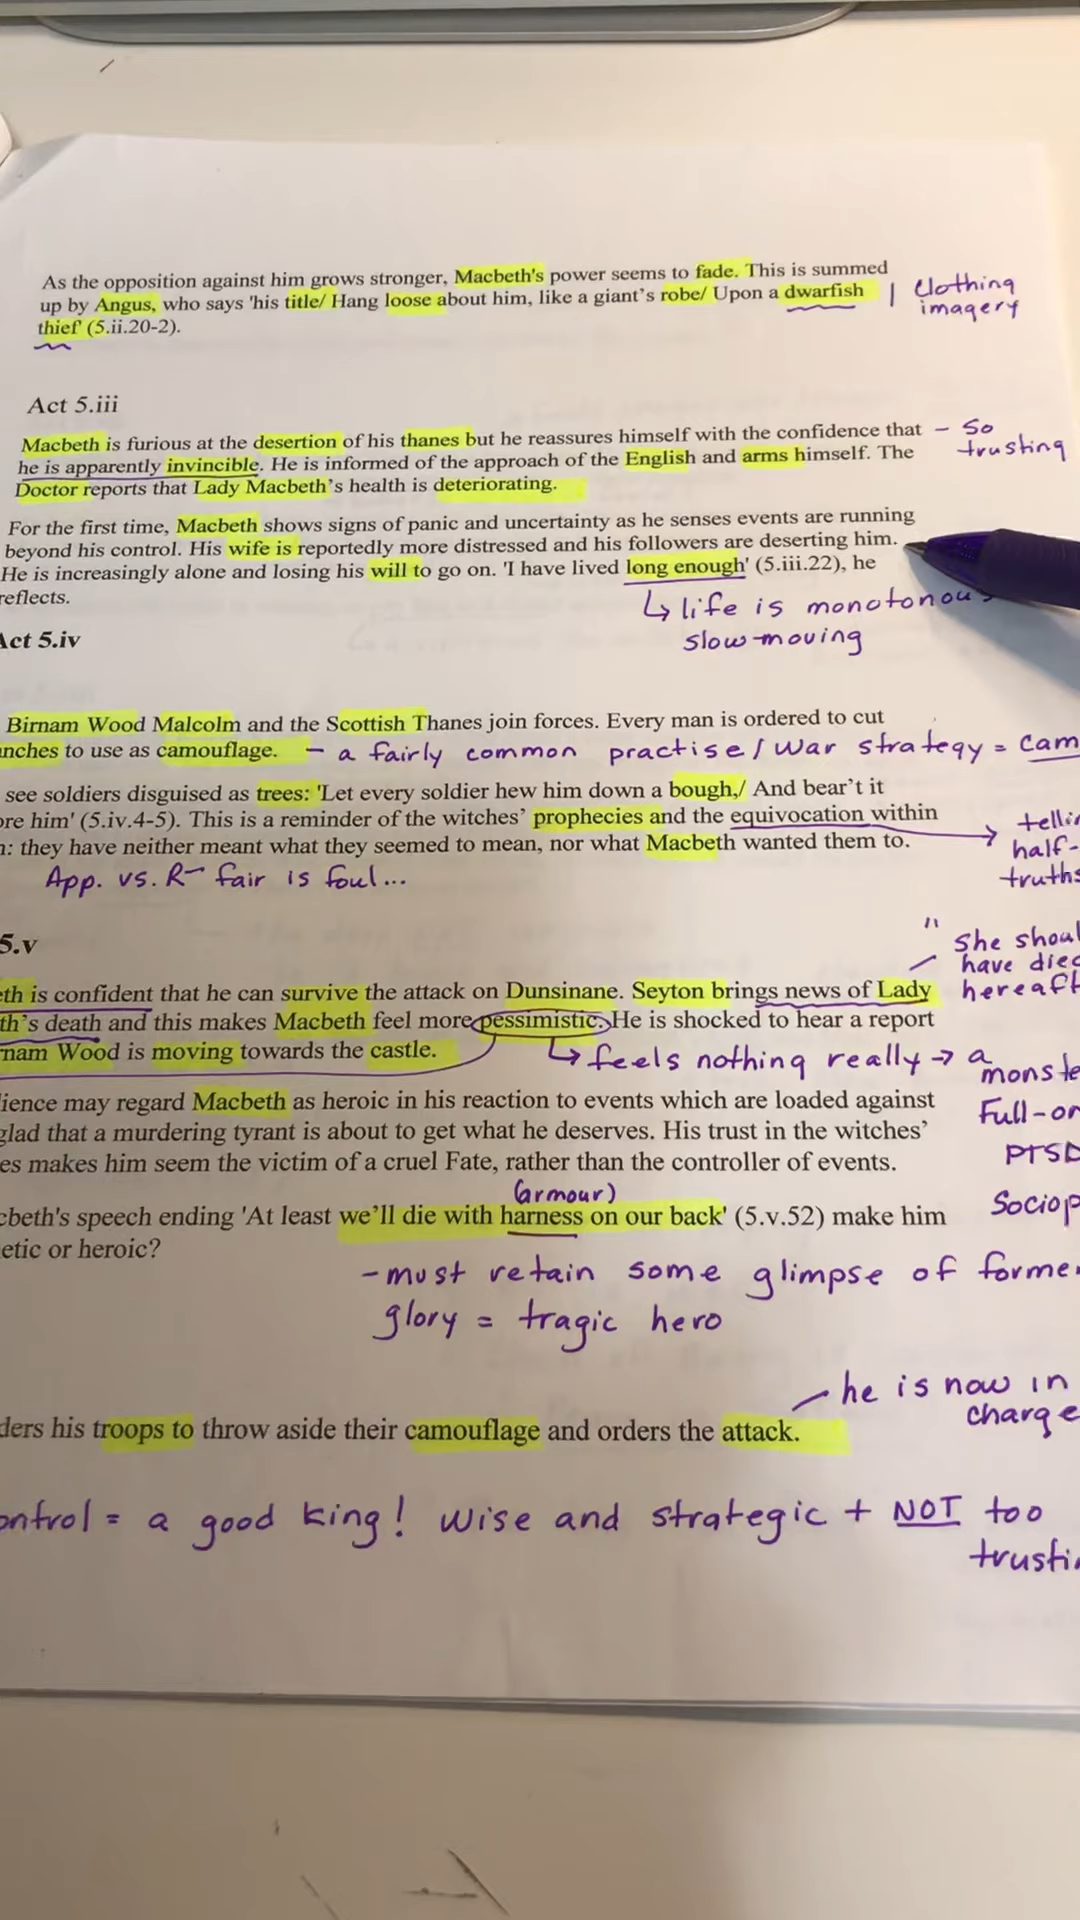 As the opposition against him grows stronger, Macbeth's power seems to fade. This is summed
up by Angus, who says 'his title/ Hang loose about him, like a giant's robe/ Upon a dwarfish
thief' (5.ii.20-2).
| Clothing
imagery
Act 5.iii
Macbeth is furious at the desertion of his thanes but he reassures himself with the confidence that
he is apparently invincible. He is informed of the approach of the English and arms himself. The
Doctor reports that Lady Macbeth's health is deteriorating.
- So
trusting
For the first time, Macbeth shows signs of panic and uncertainty as he senses events are running
beyond his control. His wife is reportedly more distressed and his followers are deserting him.
He is increasingly alone and losing his will to go on. 'I have lived long enough' (5.iii.22), he
reflects.
↳ life is monotonou
slow-moving
Act 5.iv
Birnam Wood Malcolm and the Scottish Thanes join forces. Every man is ordered to cut
nches to use as camouflage.
- a fairly common practise / war strategy = cam
see soldiers disguised as trees: 'Let every soldier hew him down a bough,/ And bear't it
ore him' (5.iv.4-5). This is a reminder of the witches' prophecies and the equivocation within
: they have neither meant what they seemed to mean, nor what Macbeth wanted them to.
→ tellin
half-
truths
App. vs. R - fair is foul...
5.v
"She shoul
have died
hereaft
eth is confident that he can survive the attack on Dunsinane. Seyton brings news of Lady
th's death and this makes Macbeth feel more pessimistic. He is shocked to hear a report
nam Wood is moving towards the castle.
↳ feels nothing really → a
monste
Full-on
PTSD
Sociop
ience may regard Macbeth as heroic in his reaction to events which are loaded against
glad that a murdering tyrant is about to get what he deserves. His trust in the witches'
es makes him seem the victim of a cruel Fate, rather than the controller of events.
(armour)
cbeth's speech ending 'At least we'll die with harness on our back' (5.v.52) make him
etic or heroic?
- must retain some glimpse of former
glory = tragic hero
he is now in
charge
ders his troops to throw aside their camouflage and orders the attack.
ontrol = a good king! wise and strategic + NOT too
trustin